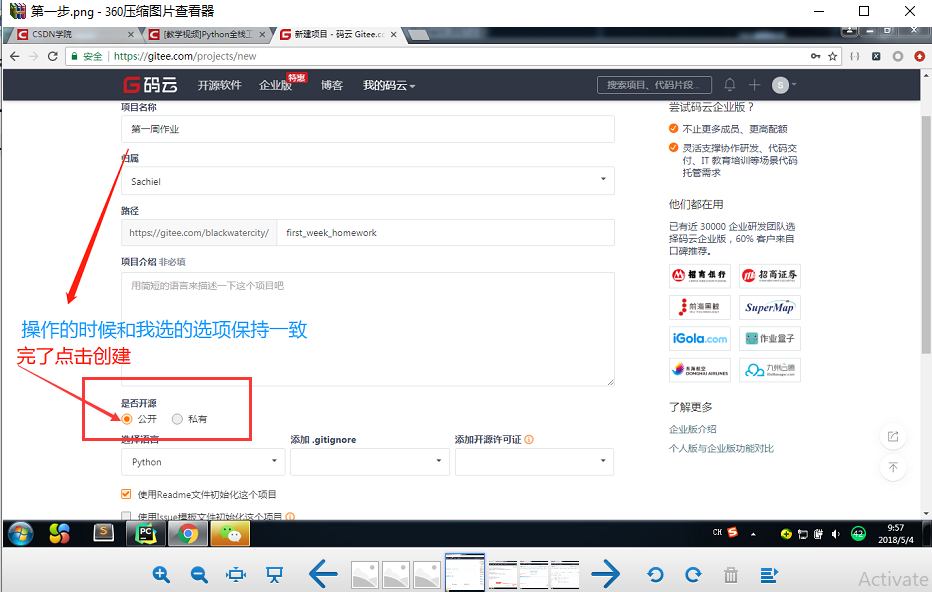 第一步.png - 360压缩图片查看器
CSDN学院
【教学视频】Python全栈工
新建项目 - 码云 Gitee.c
安全 https://gitee.com/projects/new
码云 开源软件 企业版 特惠 博客 我的码云 搜索项目、代码片段... S
项目名称
第一周作业
归属
Sachiel
路径
https://gitee.com/blackwatercity/ first_week_homework
项目介绍 非必填
用简短的语言来描述一下这个项目吧
操作的时候和我选的选项保持一致
完了点击创建
是否开源
公开 私有
选择语言 添加 .gitignore 添加开源许可证
Python
使用Readme文件初始化这个项目
使用Issue模板文件初始化这个项目
尝试码云企业版？
不止更多成员、更高配额
灵活支撑协作研发、代码交
付、IT 教育培训等场景代码
托管需求
他们都在用
已有近 30000 企业研发团队选
择码云企业版，60% 客户来自
口碑推荐。
招商银行 招商证券
前海黑鲸 SuperMap
iGola.com 作业盒子
东海航空 DONGHAI AIRLINES 九州云腾
了解更多
企业版介绍
个人版与企业版功能对比
CH 42 9:57
2018/5/4
Activate